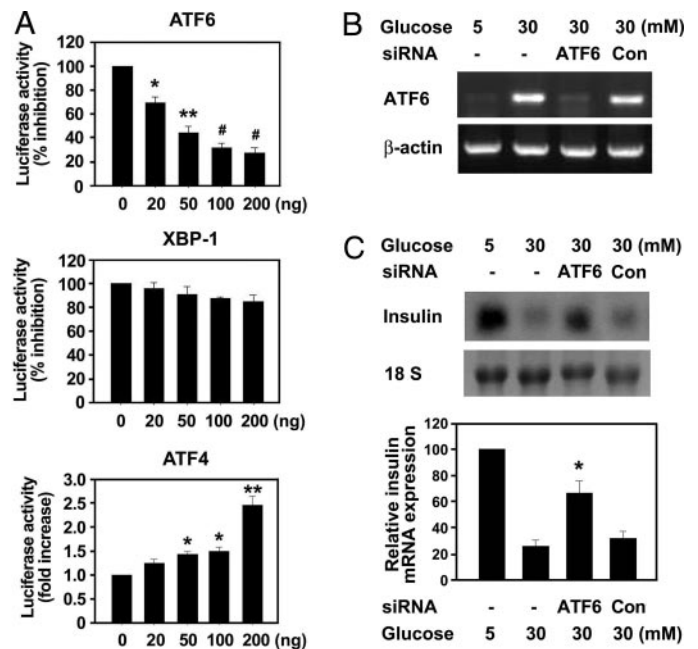 A
ATF6
Luciferase activity
(% inhibition)
120
100
80
60
40
20
0
*
**
#
#
0 20 50 100 200 (ng)
XBP-1
Luciferase activity
(% inhibition)
120
100
80
60
40
20
0
0 20 50 100 200 (ng)
ATF4
Luciferase activity
(fold increase)
3.0
2.5
2.0
1.5
1.0
0.5
0.0
*
*
**
0 20 50 100 200 (ng)
B
Glucose 5 30 30 30 (mM)
siRNA - - ATF6 Con
ATF6
β-actin
C
Glucose 5 30 30 30 (mM)
siRNA - - ATF6 Con
Insulin
18 S
Relative insulin
mRNA expression
120
100
80
60
40
20
0
*
siRNA - - ATF6 Con
Glucose 5 30 30 30 (mM)